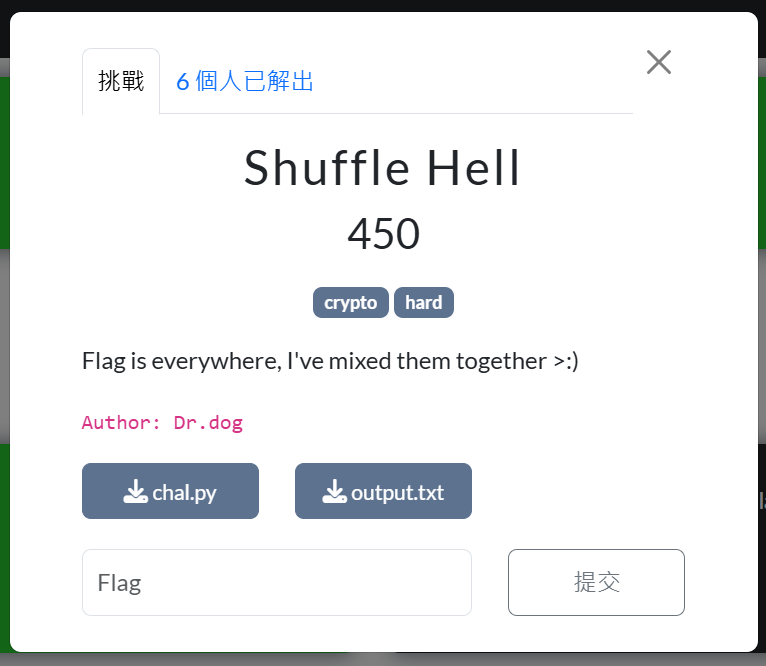 挑戰
6 個人已解出
Shuffle Hell
450
crypto hard
Flag is everywhere, I've mixed them together >:)
Author: Dr.dog
chal.py
output.txt
Flag
提交